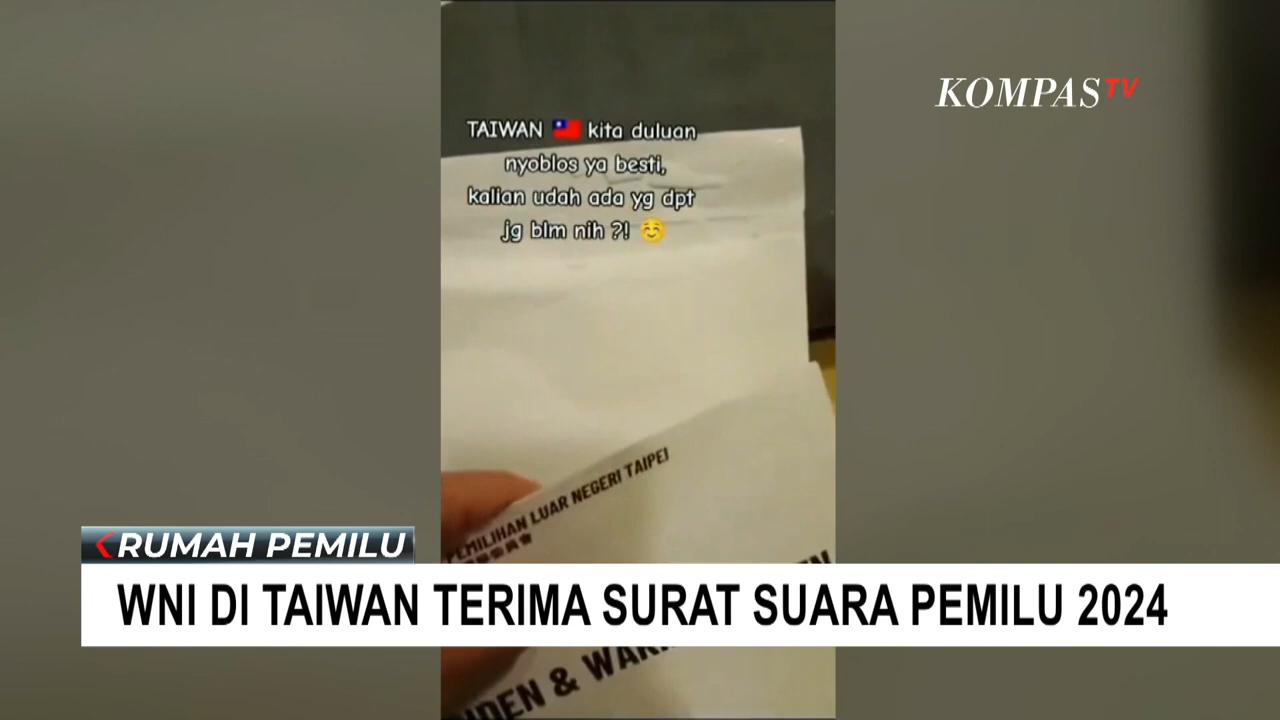 KOMPASTV
TAIWAN 🇹🇼 kita duluan
nyoblos ya besti,
kalian udah ada yg dpt
jg blm nih ?! ☺️
PEMILIHAN LUAR NEGERI TAIPEI
RUMAH PEMILU
WNI DI TAIWAN TERIMA SURAT SUARA PEMILU 2024